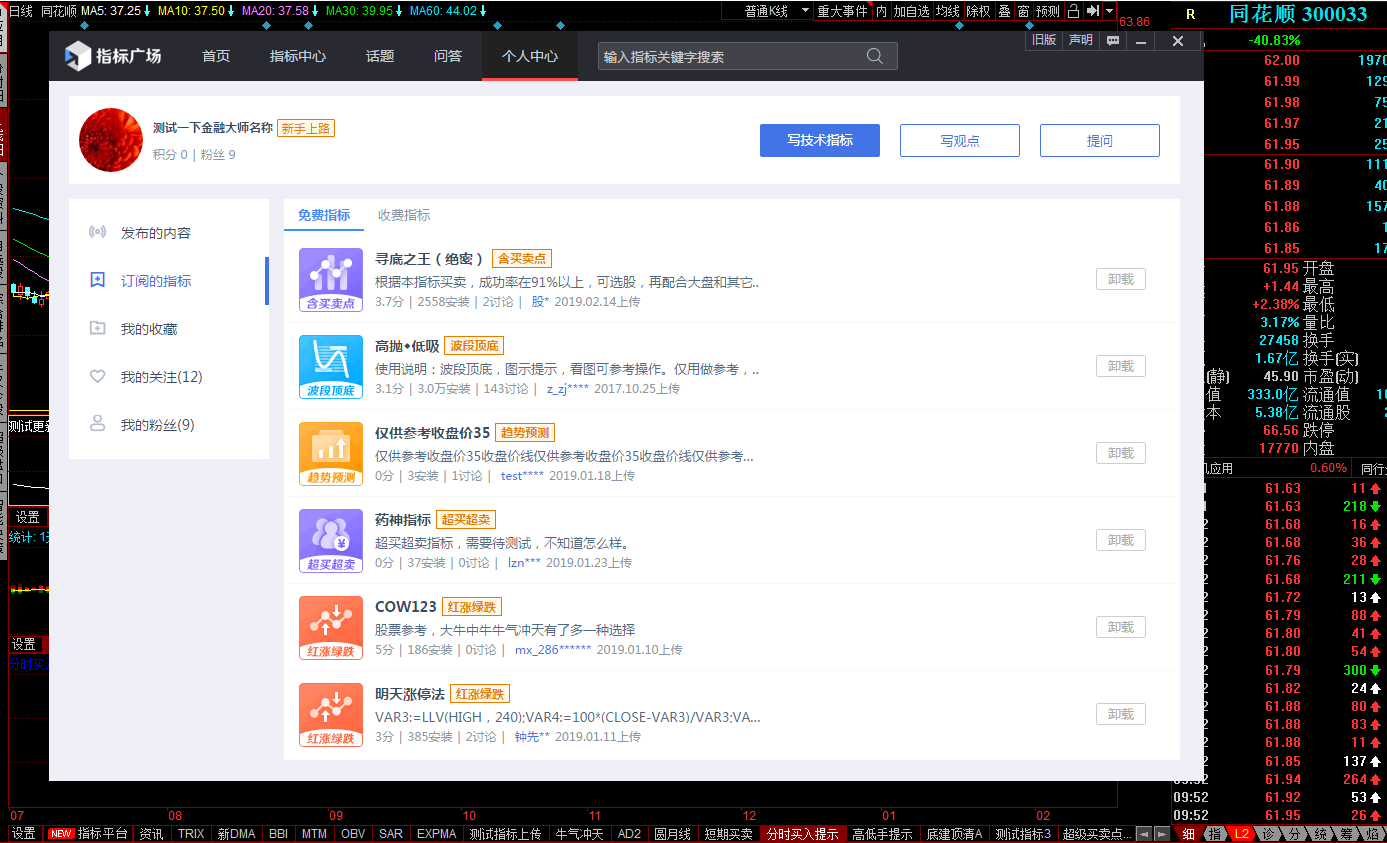 日线 同花顺 MA5: 37.25 MA10: 37.50 MA20: 37.58 MA30: 39.95 MA60: 44.02
普通K线 重大事件 内 加自选 均线 除权 叠 窗 预测
63.86
R 同花顺 300033
-40.83%
旧版 声明
指标广场 首页 指标中心 话题 问答 个人中心 输入指标关键字搜索
测试一下金融大师名称 新手上路
积分 0 | 粉丝 9
写技术指标 写观点 提问
发布的内容
订阅的指标
我的收藏
我的关注(12)
我的粉丝(9)
免费指标 收费指标
寻底之王（绝密） 含买卖点
根据本指标买卖，成功率在91%以上，可选股，再配合大盘和其它..
3.7分 | 2558安装 | 2讨论 | 股* 2019.02.14上传
含买卖点
卸载
高抛+低吸 波段顶底
使用说明：波段顶底，图示提示，看图可参考操作。仅用做参考，..
3.1分 | 3.0万安装 | 143讨论 | z_zj**** 2017.10.25上传
波段顶底
卸载
仅供参考收盘价35 趋势预测
仅供参考收盘价35收盘价线仅供参考收盘价35收盘价线仅供参考...
0分 | 3安装 | 1讨论 | test**** 2019.01.18上传
趋势预测
卸载
药神指标 超买超卖
超买超卖指标，需要待测试，不知道怎么样。
0分 | 37安装 | 0讨论 | lzn*** 2019.01.23上传
超买超卖
卸载
COW123 红涨绿跌
股票参考，大牛中牛牛气冲天有了多一种选择
5分 | 186安装 | 0讨论 | mx_286****** 2019.01.10上传
红涨绿跌
卸载
明天涨停法 红涨绿跌
VAR3:=LLV(HIGH，240);VAR4:=100*(CLOSE-VAR3)/VAR3;VA...
3分 | 385安装 | 2讨论 | 钟先** 2019.01.11上传
红涨绿跌
卸载
62.00 1970
61.99 129
61.98 75
61.97 21
61.95 25
61.90 111
61.89 40
61.88 157
61.86 1
61.85 17
61.95 开盘
+1.44 最高
+2.38% 最低
3.17% 量比
27458 换手
1.67亿 换手(实)
(静) 45.90 市盈(动)
值 333.0亿 流通值
本 5.38亿 流通股
66.56 跌停
17770 内盘
应用 0.60% 同行
61.63 11
61.63 218
61.68 16
61.68 36
61.76 28
61.68 211
61.72 13
61.79 88
61.80 41
61.80 54
61.79 300
61.82 24
61.88 80
61.88 83
61.88 11
61.85 137
61.94 264
09:52 61.92 53
09:52 61.95 26
测试更
设置
统计: 1
设置
分时买
07 08 09 10 11 12 01 02
设置 NEW 指标平台 资讯 TRIX 新DMA BBI MTM OBV SAR EXPMA 测试指标上传 牛气冲天 AD2 圆月线 短期买卖 分时买入提示 高低手提示 底建顶清A 测试指标3 超级买卖点...
细 指 L2 诊 分 统 筹 焰